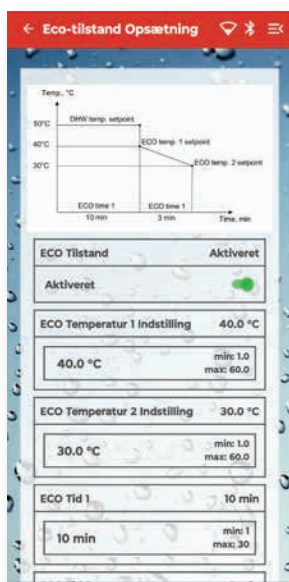 Eco-tilstand Opsætning
Temp., °C
50°C DHW temp. setpoint
40°C ECO temp. 1 setpoint
30°C ECO temp. 2 setpoint
ECO time 1 ECO time 1
10 min 3 min Time, min
ECO Tilstand Aktiveret
Aktiveret
ECO Temperatur 1 Indstilling 40.0 °C
40.0 °C min: 1.0
max: 60.0
ECO Temperatur 2 Indstilling 30.0 °C
30.0 °C min: 1.0
max: 60.0
ECO Tid 1 10 min
10 min min: 1
max: 30